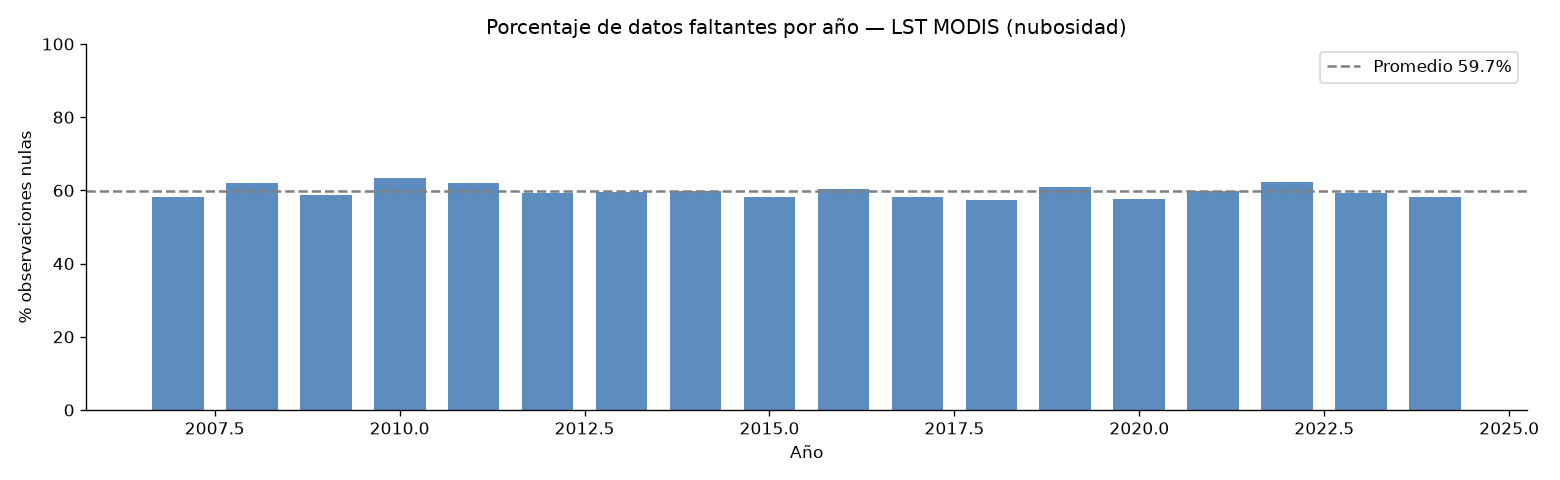 Porcentaje de datos faltantes por año — LST MODIS (nubosidad)
100
80
60
40
20
0
% observaciones nulas
Promedio 59.7%
2007.5 2010.0 2012.5 2015.0 2017.5 2020.0 2022.5 2025.0
Año